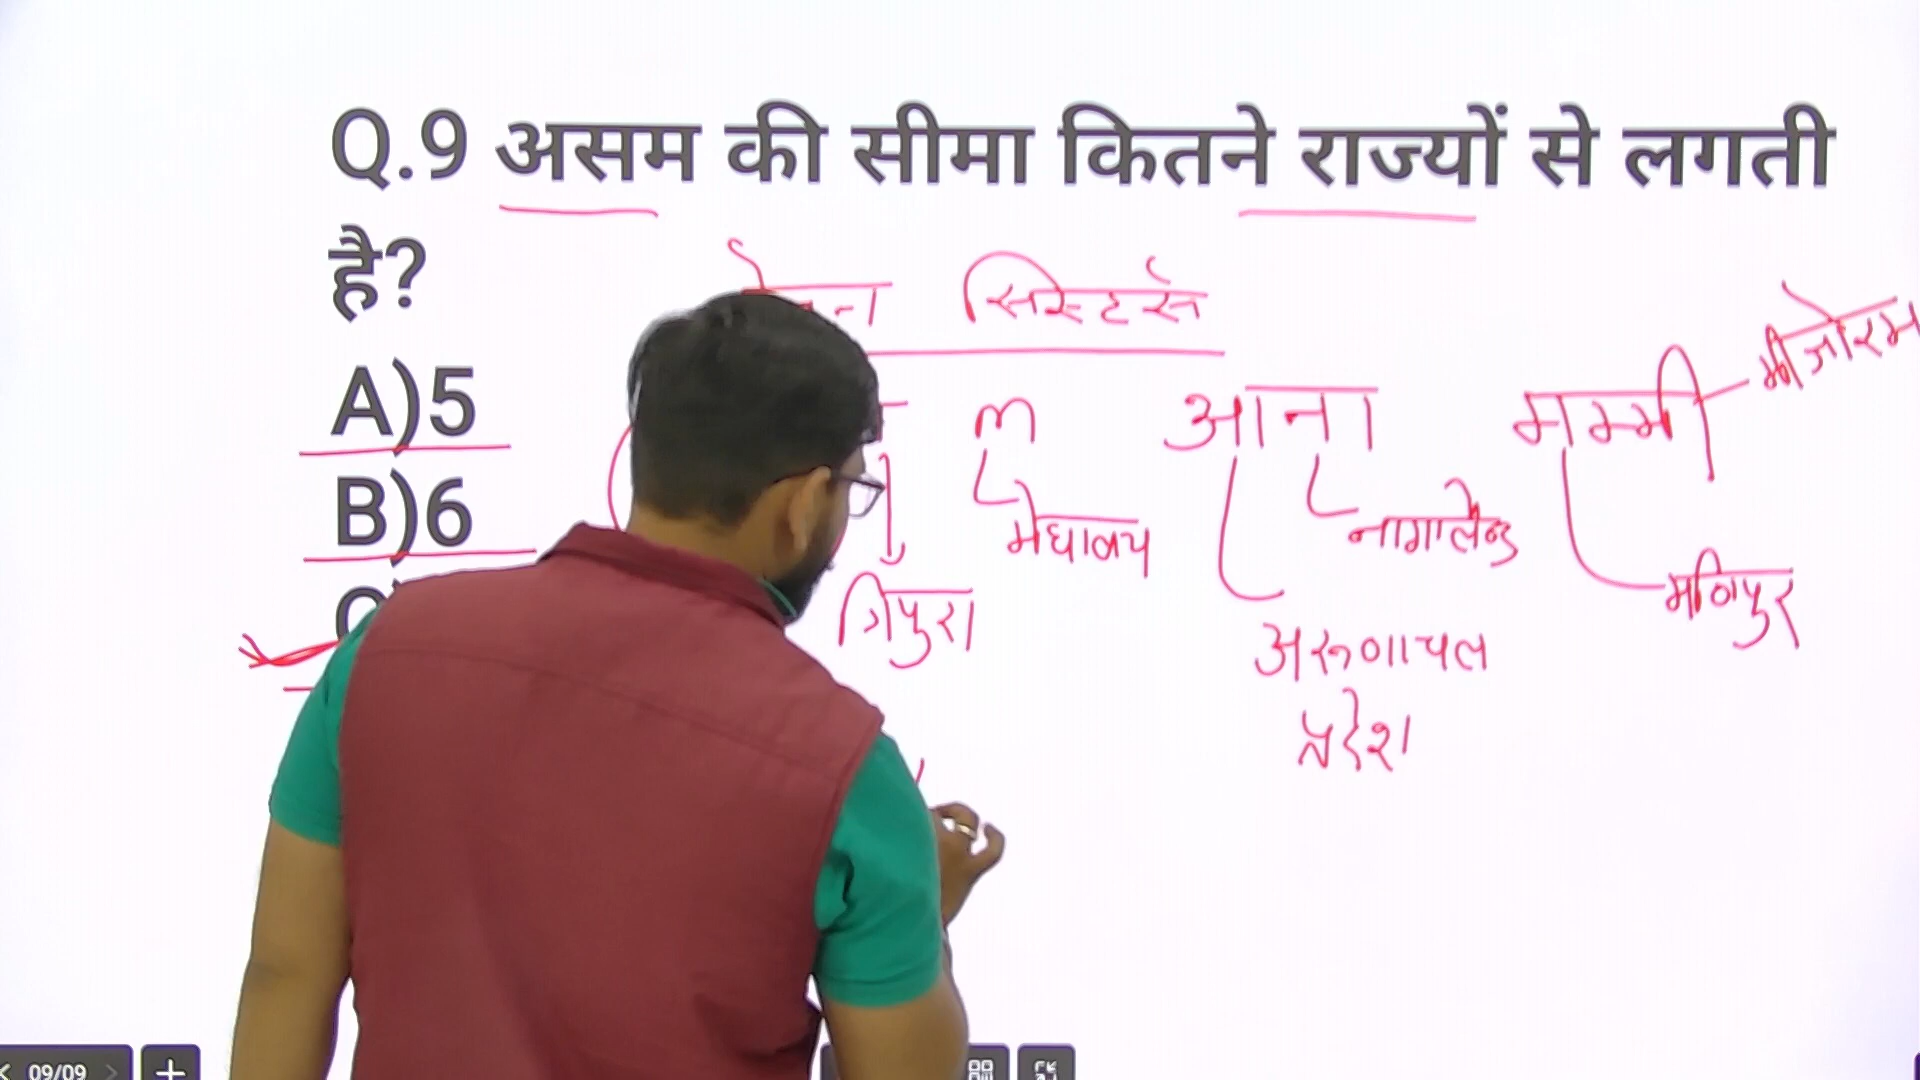 Q.9 असम की सीमा कितने राज्यों से लगती
है?
सिस्टर्स
A)5
m आना मम्मी मीजोरम
B)6
मेघालय नागालैन्ड
त्रिपुरा मणिपुर
अरूणाचल
प्रदेश
09/09